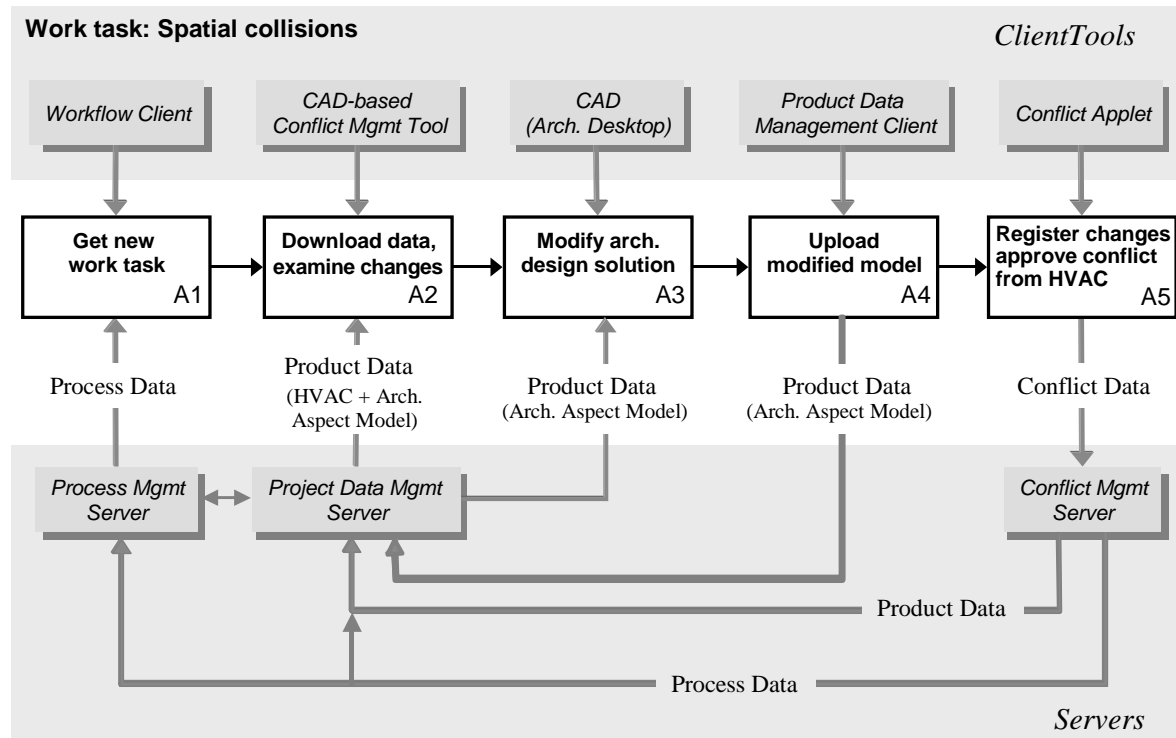 Work task: Spatial collisions
ClientTools
Workflow Client
CAD-based
Conflict Mgmt Tool
CAD
(Arch. Desktop)
Product Data
Management Client
Conflict Applet
Get new
work task
A1
Download data,
examine changes
A2
Modify arch.
design solution
A3
Upload
modified model
A4
Register changes
approve conflict
from HVAC
A5
Process Data
Product Data
(HVAC + Arch.
Aspect Model)
Product Data
(Arch. Aspect Model)
Product Data
(Arch. Aspect Model)
Conflict Data
Process Mgmt
Server
Project Data Mgmt
Server
Conflict Mgmt
Server
Product Data
Process Data
Servers